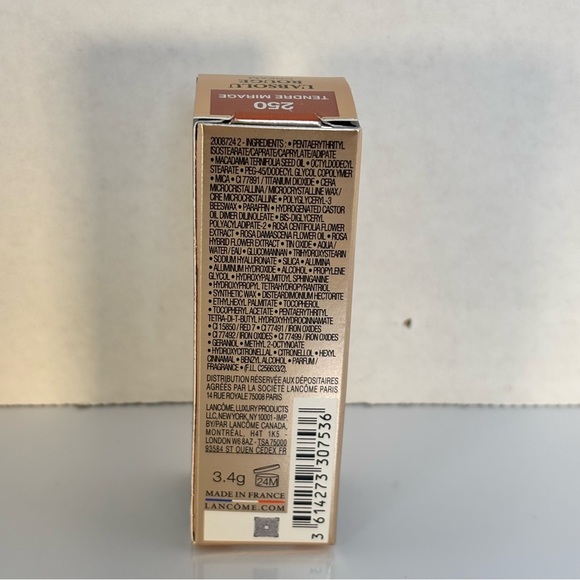 L'ABSOLU
ROUGE
250
TENDRE MIRAGE
2008724 2 - INGREDIENTS : • PENTAERYTHRITYL
ISOSTEARATE/CAPRATE/CAPRYLATE/ADIPATE
• MACADAMIA TERNIFOLIA SEED OIL • OCTYLDODECYL
STEARATE • PEG-45/DODECYL GLYCOL COPOLYMER
• MICA • CI 77891 / TITANIUM DIOXIDE • CERA
MICROCRISTALLINA / MICROCRYSTALLINE WAX /
CIRE MICROCRISTALLINE • POLYGLYCERYL-3
BEESWAX • PARAFFIN • HYDROGENATED CASTOR
OIL DIMER DILINOLEATE • BIS-DIGLYCERYL
POLYACYLADIPATE-2 • ROSA CENTIFOLIA FLOWER
EXTRACT • ROSA DAMASCENA FLOWER OIL • ROSA
HYBRID FLOWER EXTRACT • TIN OXIDE • AQUA /
WATER / EAU • GLUCOMANNAN • TRIHYDROXYSTEARIN
• SODIUM HYALURONATE • SILICA • ALUMINA
• ALUMINUM HYDROXIDE • ALCOHOL • PROPYLENE
GLYCOL • HYDROXYPALMITOYL SPHINGANINE
• HYDROXYPROPYL TETRAHYDROPYRANTRIOL
• SYNTHETIC WAX • DISTEARDIMONIUM HECTORITE
• ETHYLHEXYL PALMITATE • TOCOPHEROL
• TOCOPHERYL ACETATE • PENTAERYTHRITYL
TETRA-DI-T-BUTYL HYDROXYHYDROCINNAMATE
• CI 15850 / RED 7 • CI 77491 / IRON OXIDES
• CI 77492 / IRON OXIDES • CI 77499 / IRON OXIDES
• GERANIOL • METHYL 2-OCTYNOATE
• HYDROXYCITRONELLAL • CITRONELLOL • HEXYL
CINNAMAL • BENZYL ALCOHOL • PARFUM /
FRAGRANCE • (F.I.L. C256633/2)
DISTRIBUTION RÉSERVÉE AUX DÉPOSITAIRES
AGRÉÉS PAR LA SOCIÉTÉ LANCÔME PARIS
14 RUE ROYALE 75008 PARIS
LANCÔME, LUXURY PRODUCTS
LLC, NEW YORK, NY 10001 - IMP.
BY/PAR LANCÔME CANADA,
MONTREAL, H4T 1K5 -
LONDON W6 8AZ - TSA 75000
93584 ST OUEN CEDEX FR
3.4g
24M
MADE IN FRANCE
LANCOME.COM
3 614273 307536